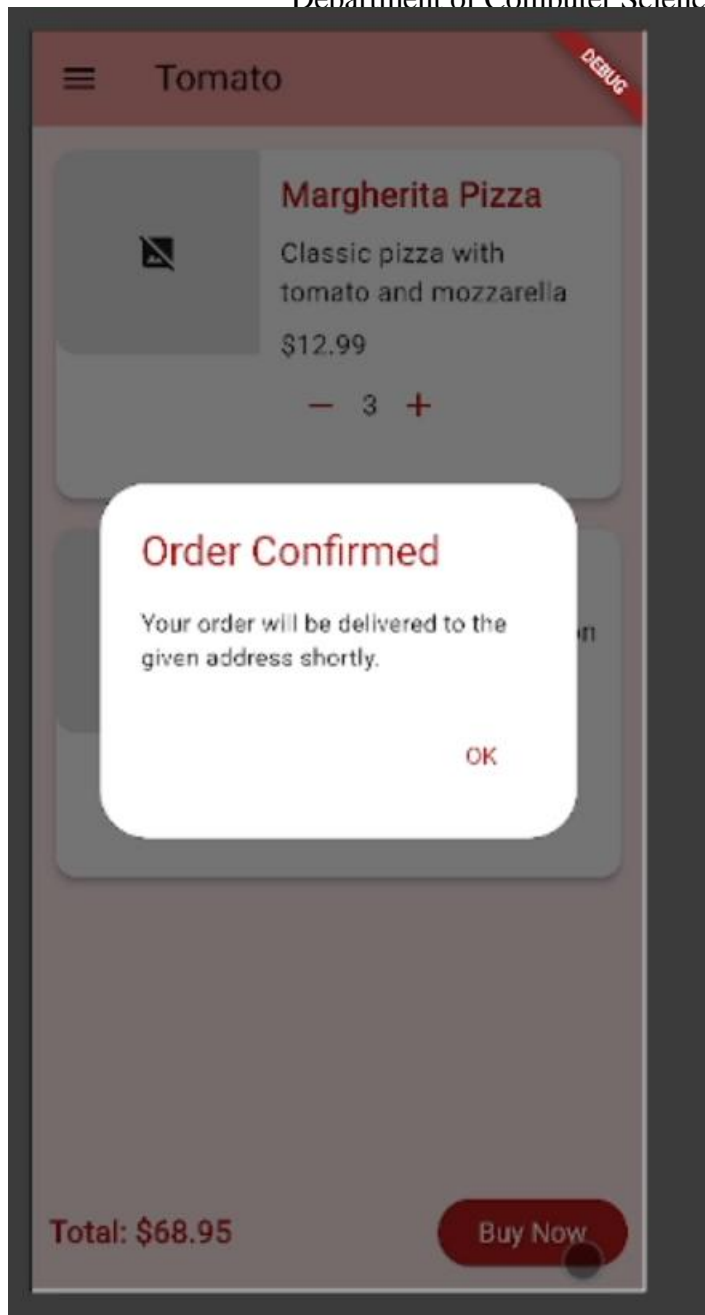 Tomato
DEBUG
Margherita Pizza
Classic pizza with
tomato and mozzarella
$12.99
3
Order Confirmed
Your order will be delivered to the
given address shortly.
OK
Total: $68.95
Buy Now